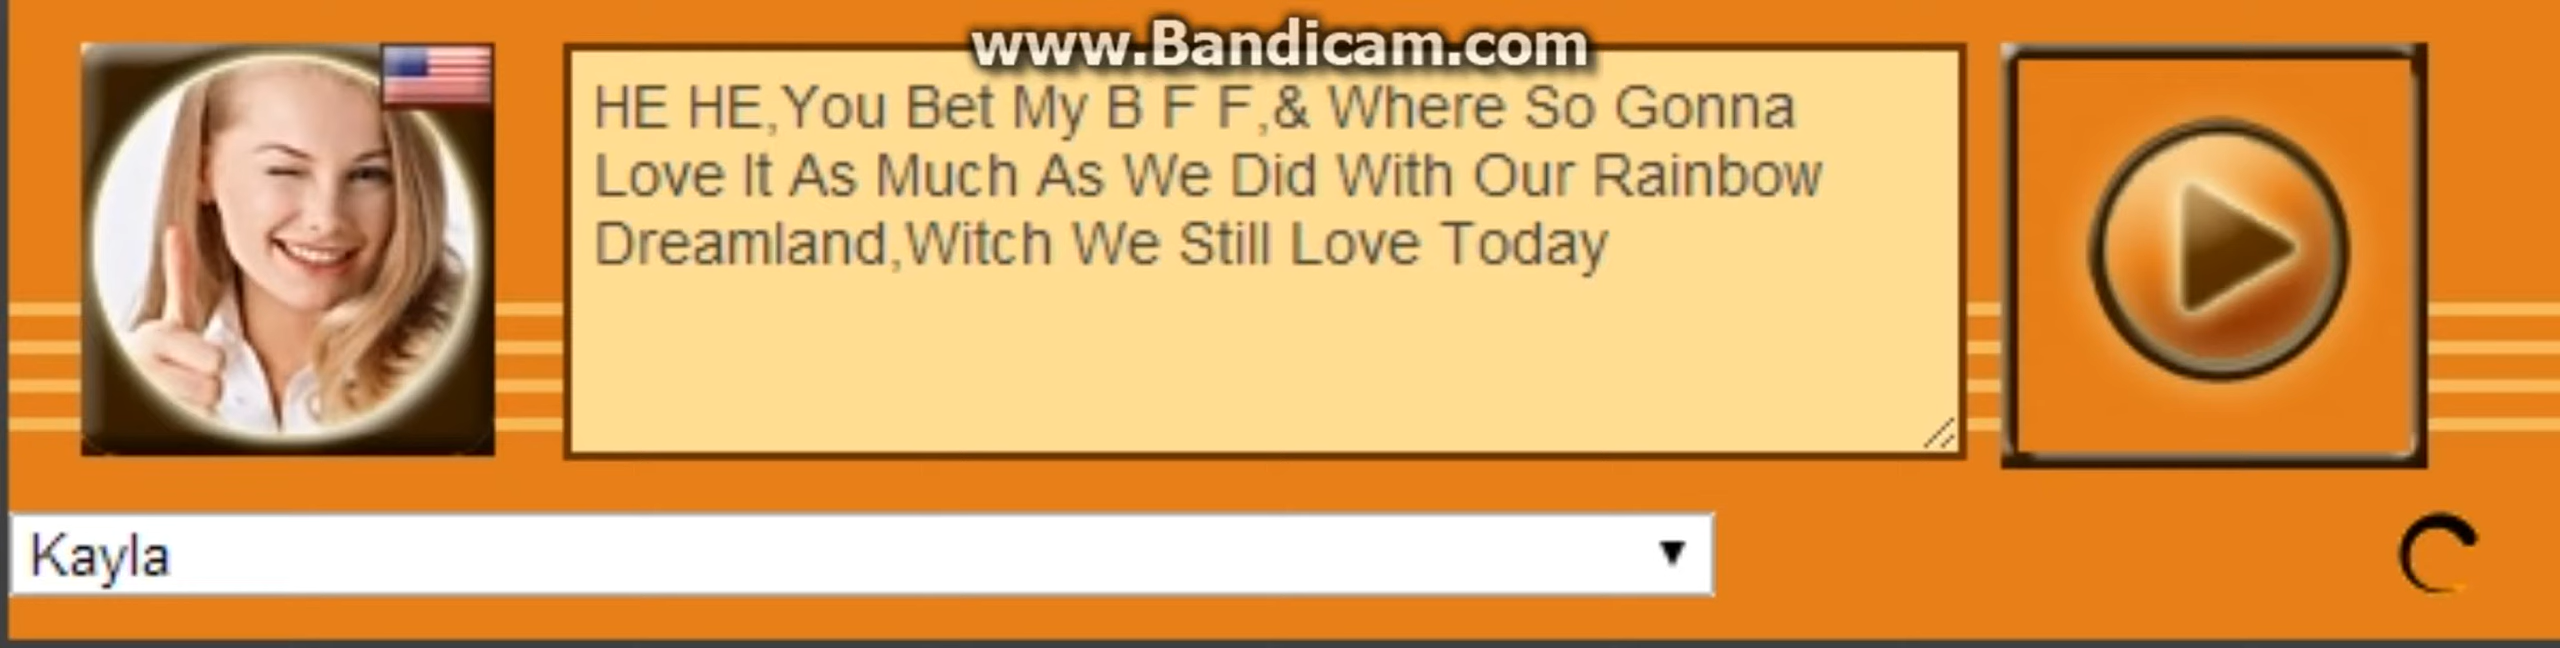 www.Bandicam.com
HE HE,You Bet My B F F,& Where So Gonna
Love It As Much As We Did With Our Rainbow
Dreamland,Witch We Still Love Today
Kayla